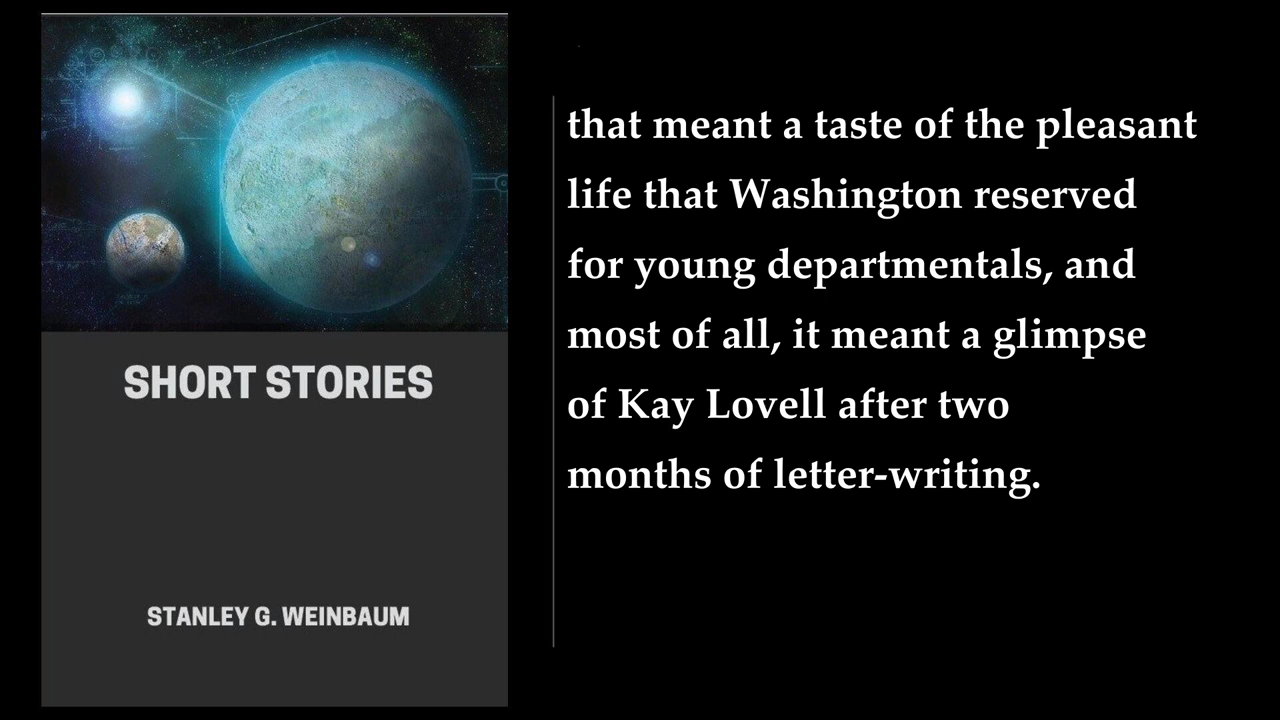 SHORT STORIES
STANLEY G. WEINBAUM
that meant a taste of the pleasant
life that Washington reserved
for young departmentals, and
most of all, it meant a glimpse
of Kay Lovell after two
months of letter-writing.